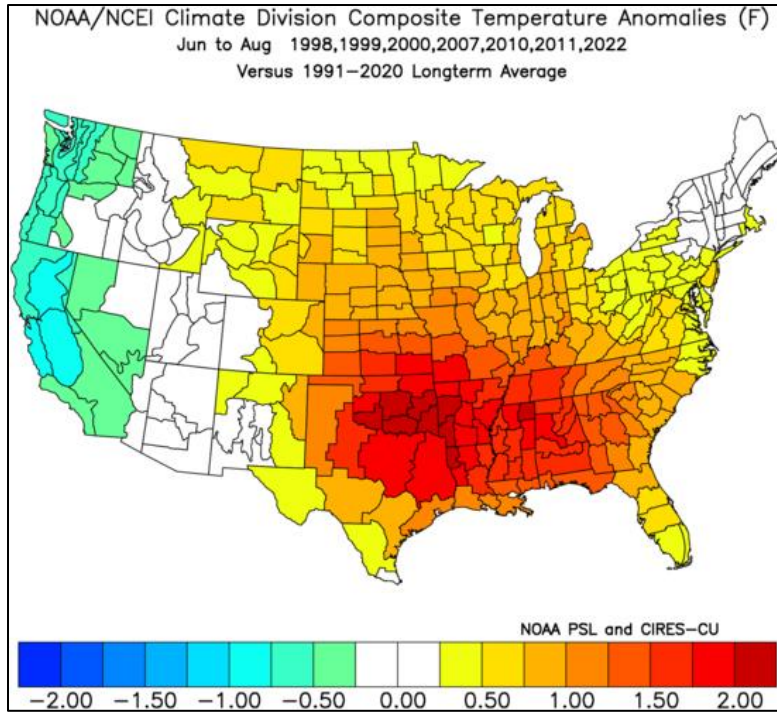 NOAA/NCEI Climate Division Composite Temperature Anomalies (F)
Jun to Aug 1998,1999,2000,2007,2010,2011,2022
Versus 1991-2020 Longterm Average
NOAA PSL and CIRES-CU
-2.00 -1.50 -1.00 -0.50 0.00 0.50 1.00 1.50 2.00